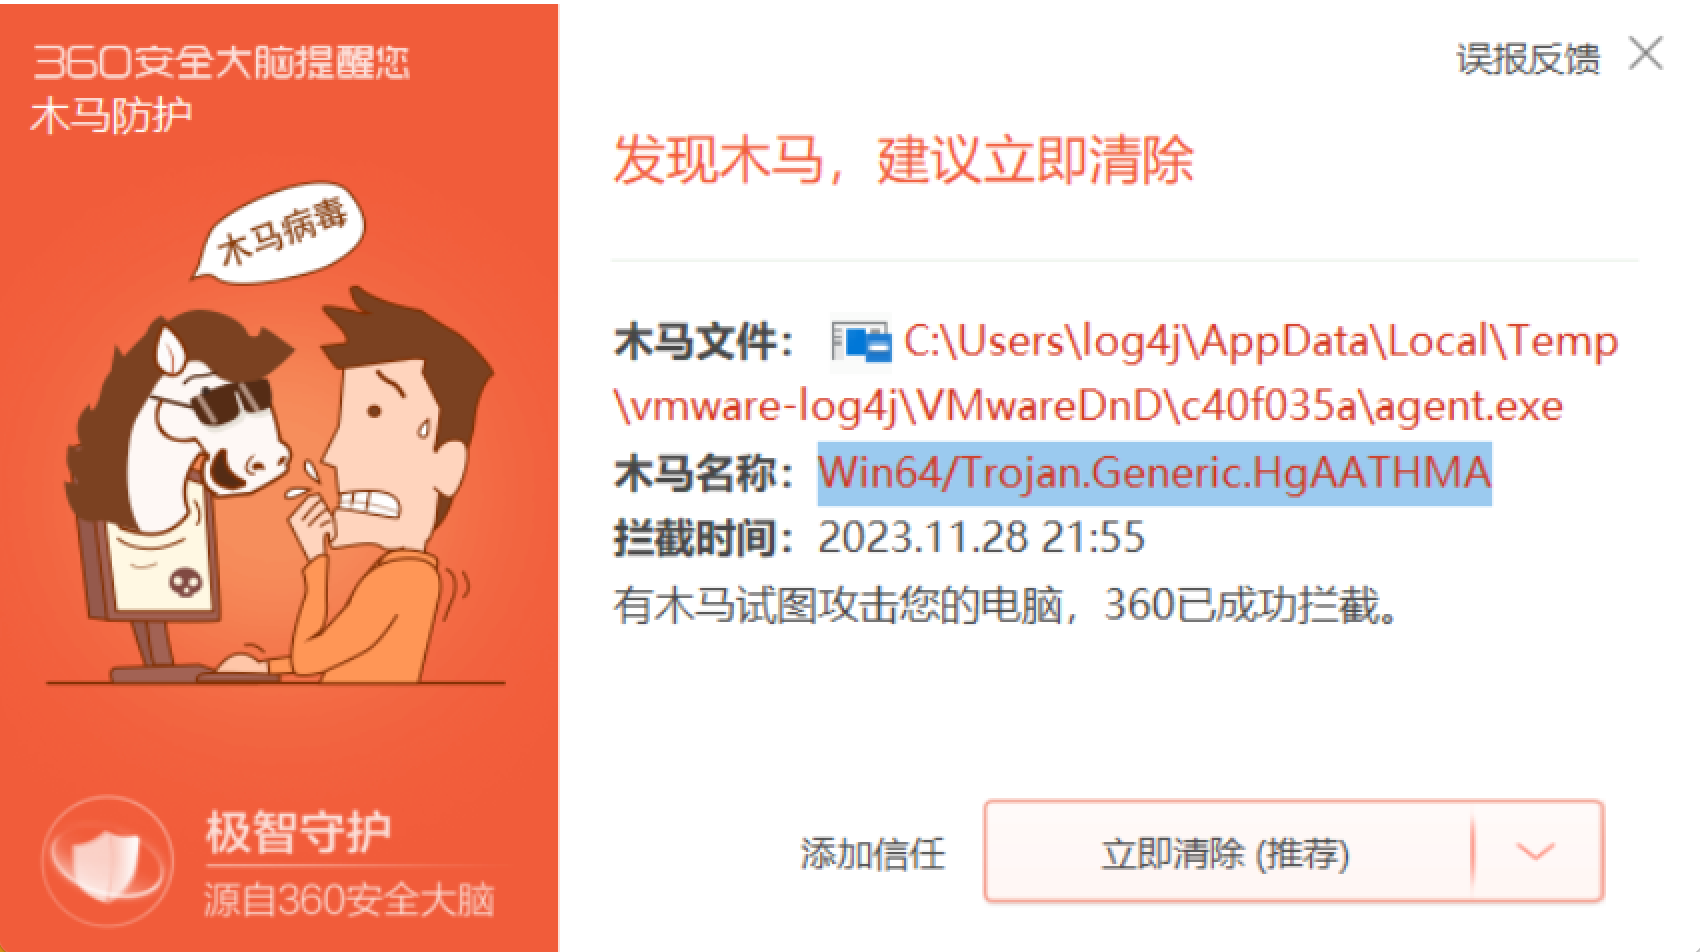 360安全大脑提醒您
木马防护
误报反馈
发现木马，建议立即清除
木马病毒
木马文件： C:\Users\log4j\AppData\Local\Temp
\vmware-log4j\VMwareDnD\c40f035a\agent.exe
木马名称：Win64/Trojan.Generic.HgAATHMA
拦截时间：2023.11.28 21:55
有木马试图攻击您的电脑，360已成功拦截。
极智守护
源自360安全大脑
添加信任
立即清除 (推荐)